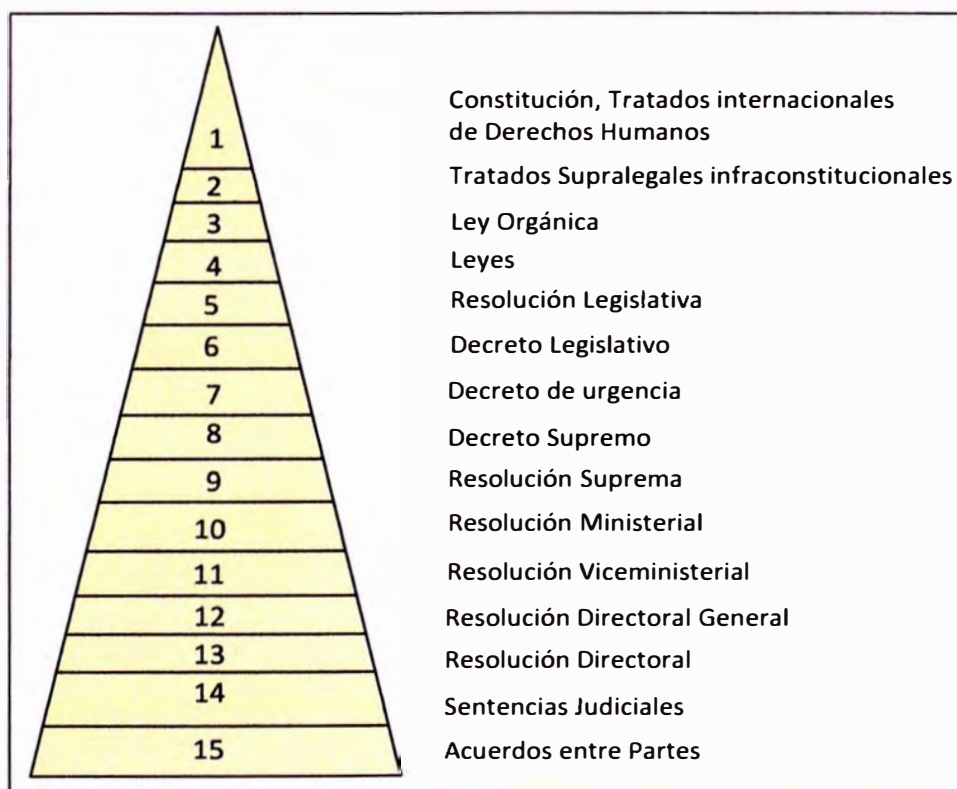 1
Constitución, Tratados internacionales
de Derechos Humanos
2
Tratados Supralegales infraconstitucionales
3
Ley Orgánica
4
Leyes
5
Resolución Legislativa
6
Decreto Legislativo
7
Decreto de urgencia
8
Decreto Supremo
9
Resolución Suprema
10
Resolución Ministerial
11
Resolución Viceministerial
12
Resolución Directoral General
13
Resolución Directoral
14
Sentencias Judiciales
15
Acuerdos entre Partes